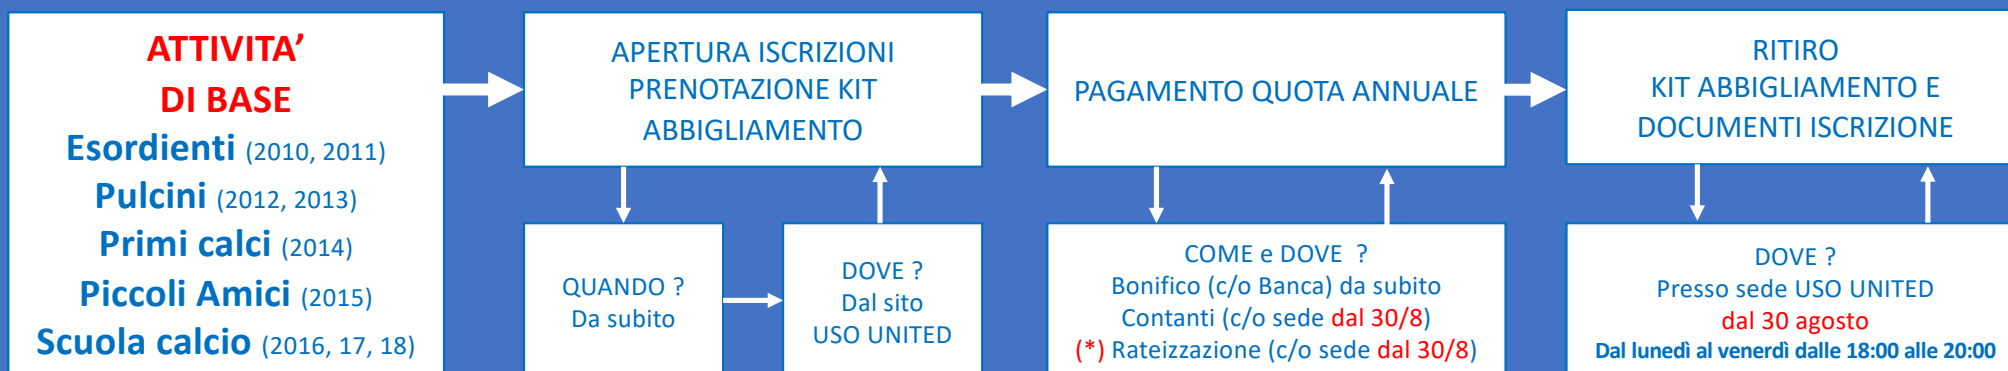 ATTIVITA’
DI BASE
Esordienti (2010, 2011)
Pulcini (2012, 2013)
Primi calci (2014)
Piccoli Amici (2015)
Scuola calcio (2016, 17, 18)
APERTURA ISCRIZIONI
PRENOTAZIONE KIT
ABBIGLIAMENTO
QUANDO ?
Da subito
DOVE ?
Dal sito
USO UNITED
PAGAMENTO QUOTA ANNUALE
COME e DOVE ?
Bonifico (c/o Banca) da subito
Contanti (c/o sede dal 30/8)
(*) Rateizzazione (c/o sede dal 30/8)
RITIRO
KIT ABBIGLIAMENTO E
DOCUMENTI ISCRIZIONE
DOVE ?
Presso sede USO UNITED
dal 30 agosto
Dal lunedì al venerdì dalle 18:00 alle 20:00